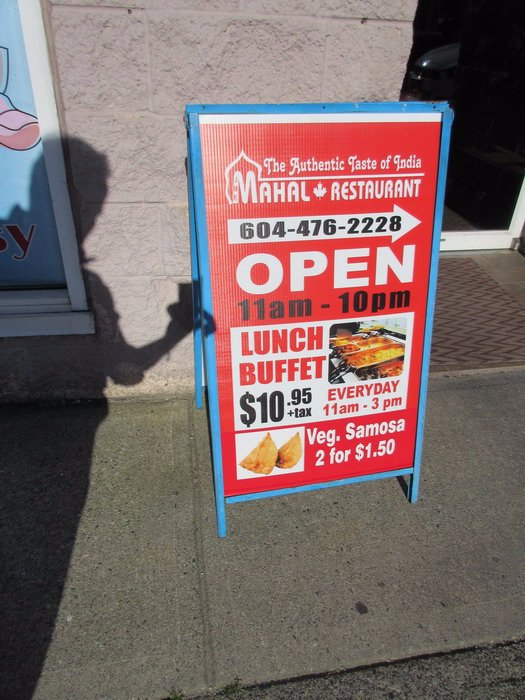 The Authentic Taste of India
MAHAL RESTAURANT
604-476-2228
OPEN
11am - 10pm
LUNCH
BUFFET
$10.95
+tax
EVERYDAY
11am - 3 pm
Veg. Samosa
2 for $1.50